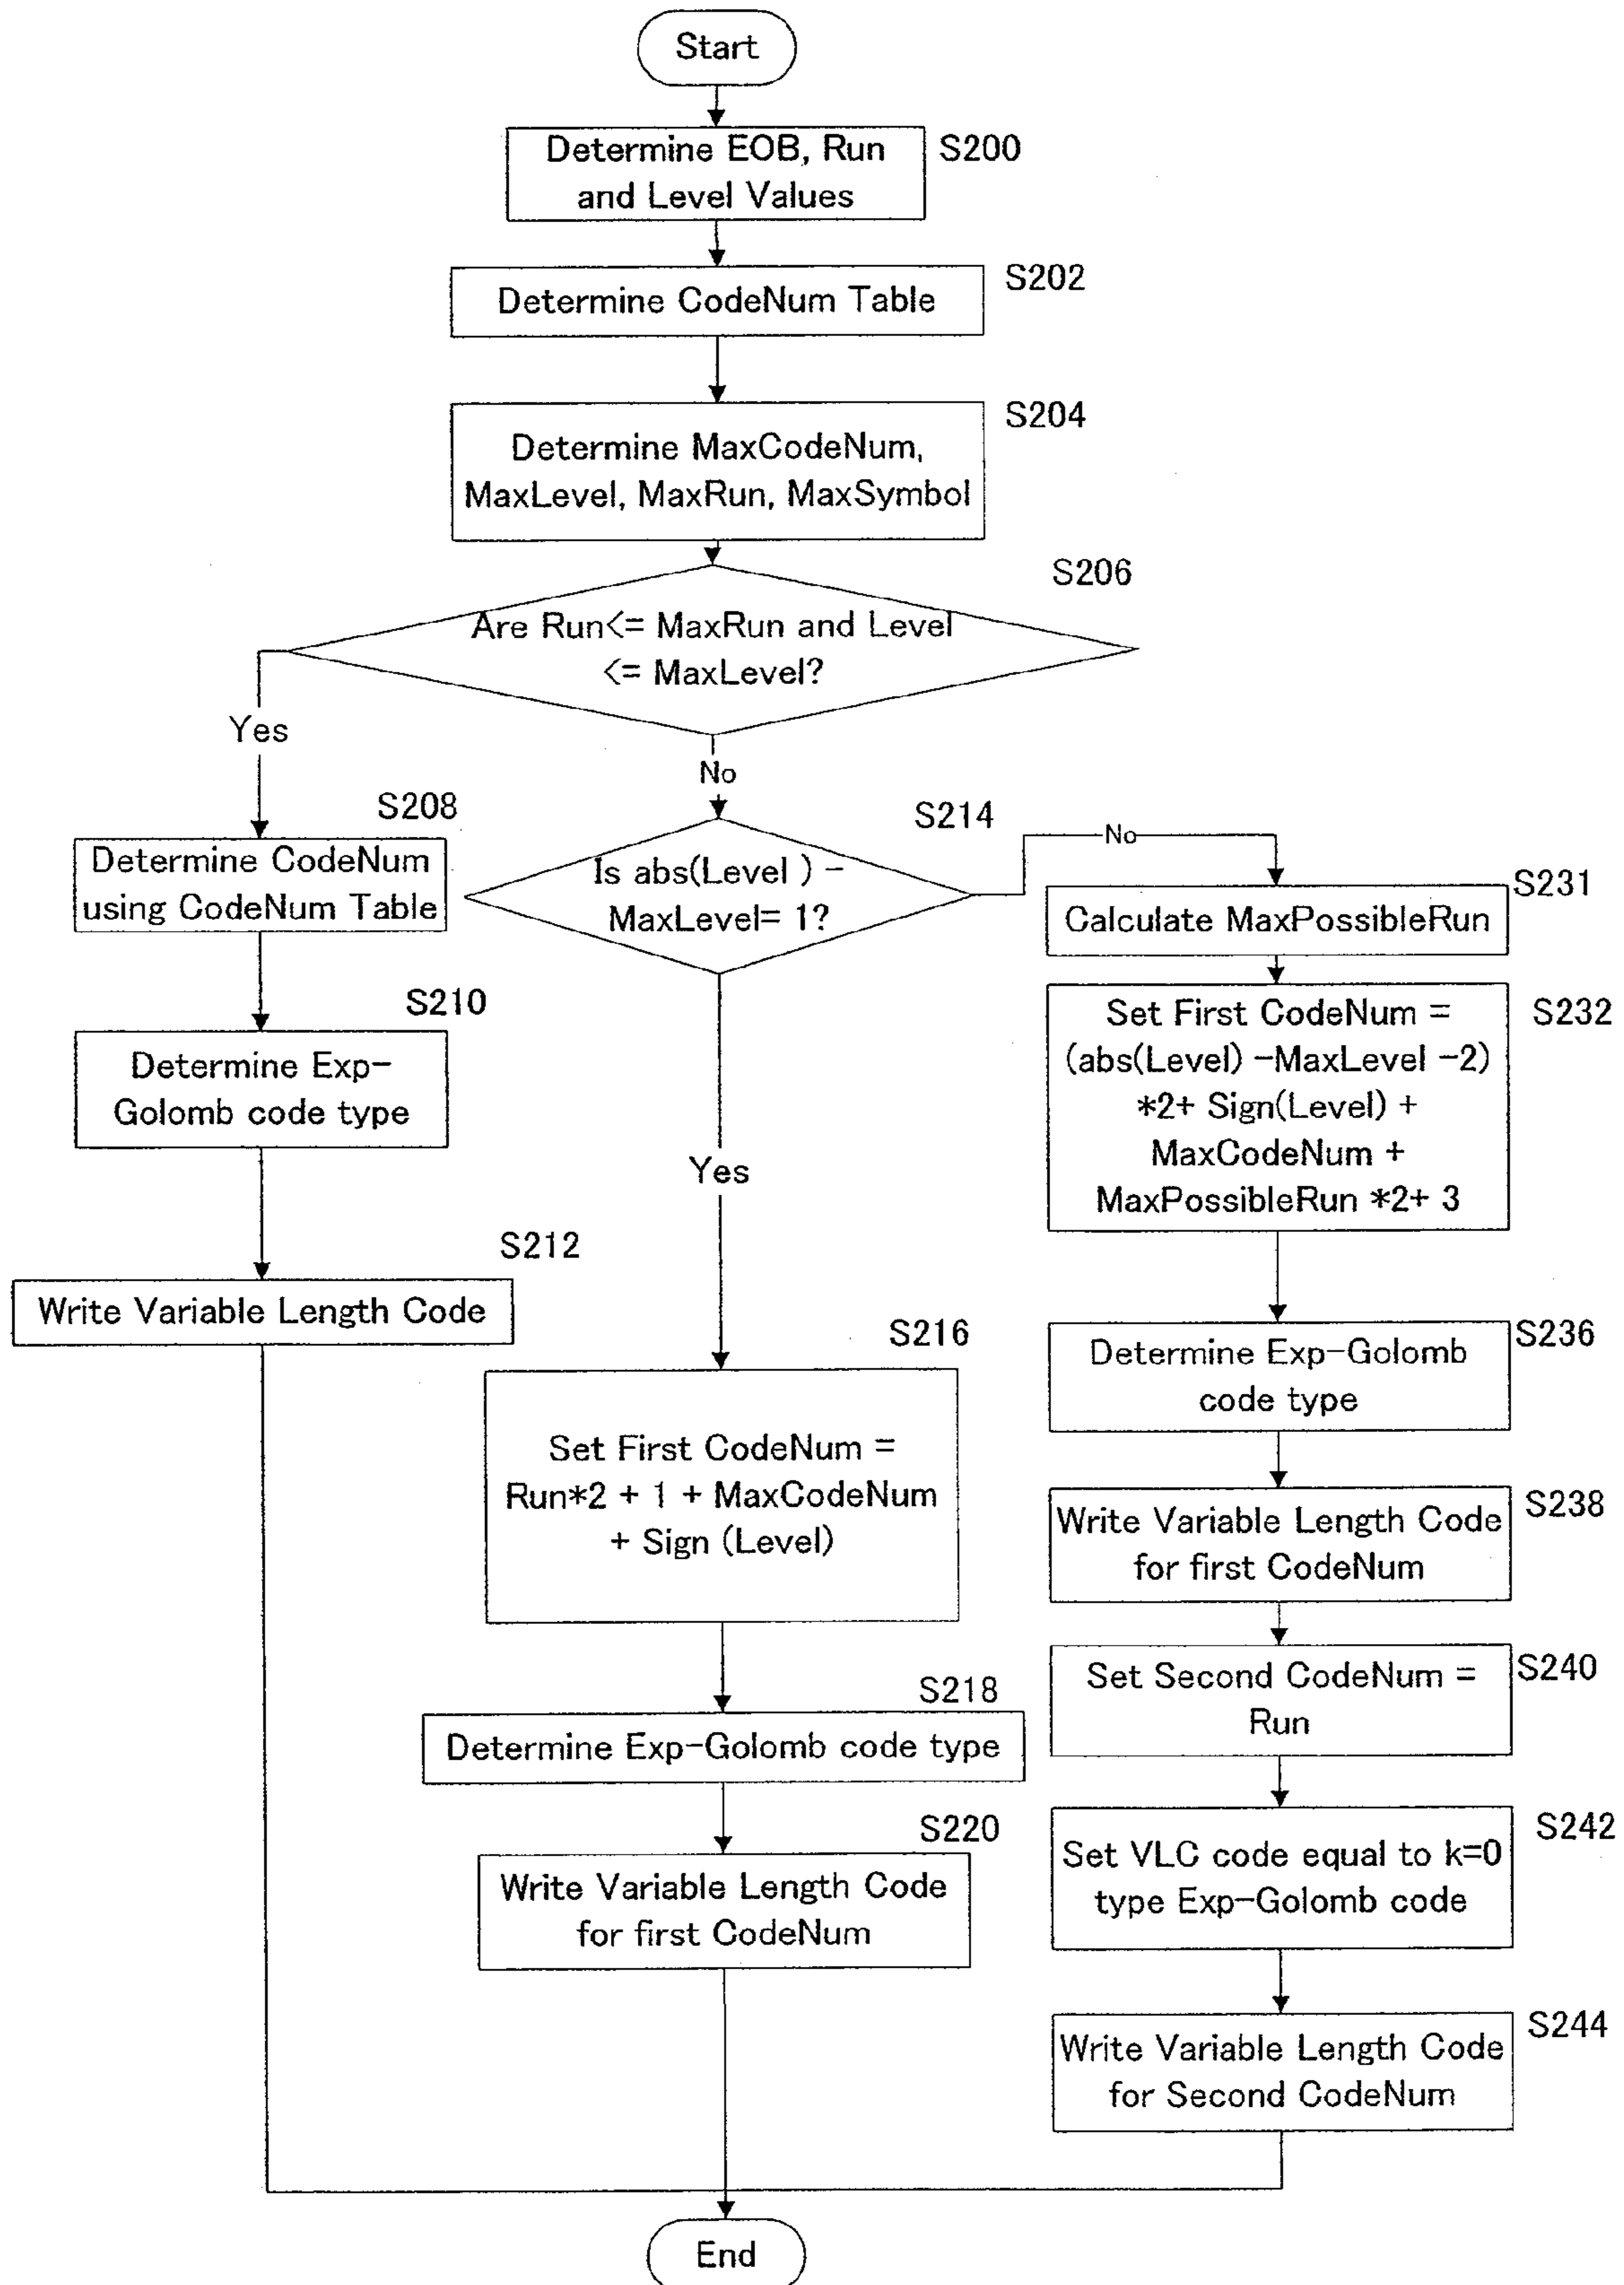 Start
Determine EOB, Run
and Level Values
S200
Determine CodeNum Table
S202
Determine MaxCodeNum,
MaxLevel, MaxRun, MaxSymbol
S204
S206
Are Run<= MaxRun and Level
<= MaxLevel?
Yes
No
S208
Determine CodeNum
using CodeNum Table
S210
Determine Exp-
Golomb code type
S212
Write Variable Length Code
S214
Is abs(Level ) -
MaxLevel= 1?
No
Yes
S216
Set First CodeNum =
Run*2 + 1 + MaxCodeNum
+ Sign (Level)
S218
Determine Exp-Golomb code type
S220
Write Variable Length Code
for first CodeNum
S231
Calculate MaxPossibleRun
S232
Set First CodeNum =
(abs(Level) -MaxLevel -2)
*2+ Sign(Level) +
MaxCodeNum +
MaxPossibleRun *2+ 3
S236
Determine Exp-Golomb
code type
S238
Write Variable Length Code
for first CodeNum
S240
Set Second CodeNum =
Run
S242
Set VLC code equal to k=0
type Exp-Golomb code
S244
Write Variable Length Code
for Second CodeNum
End